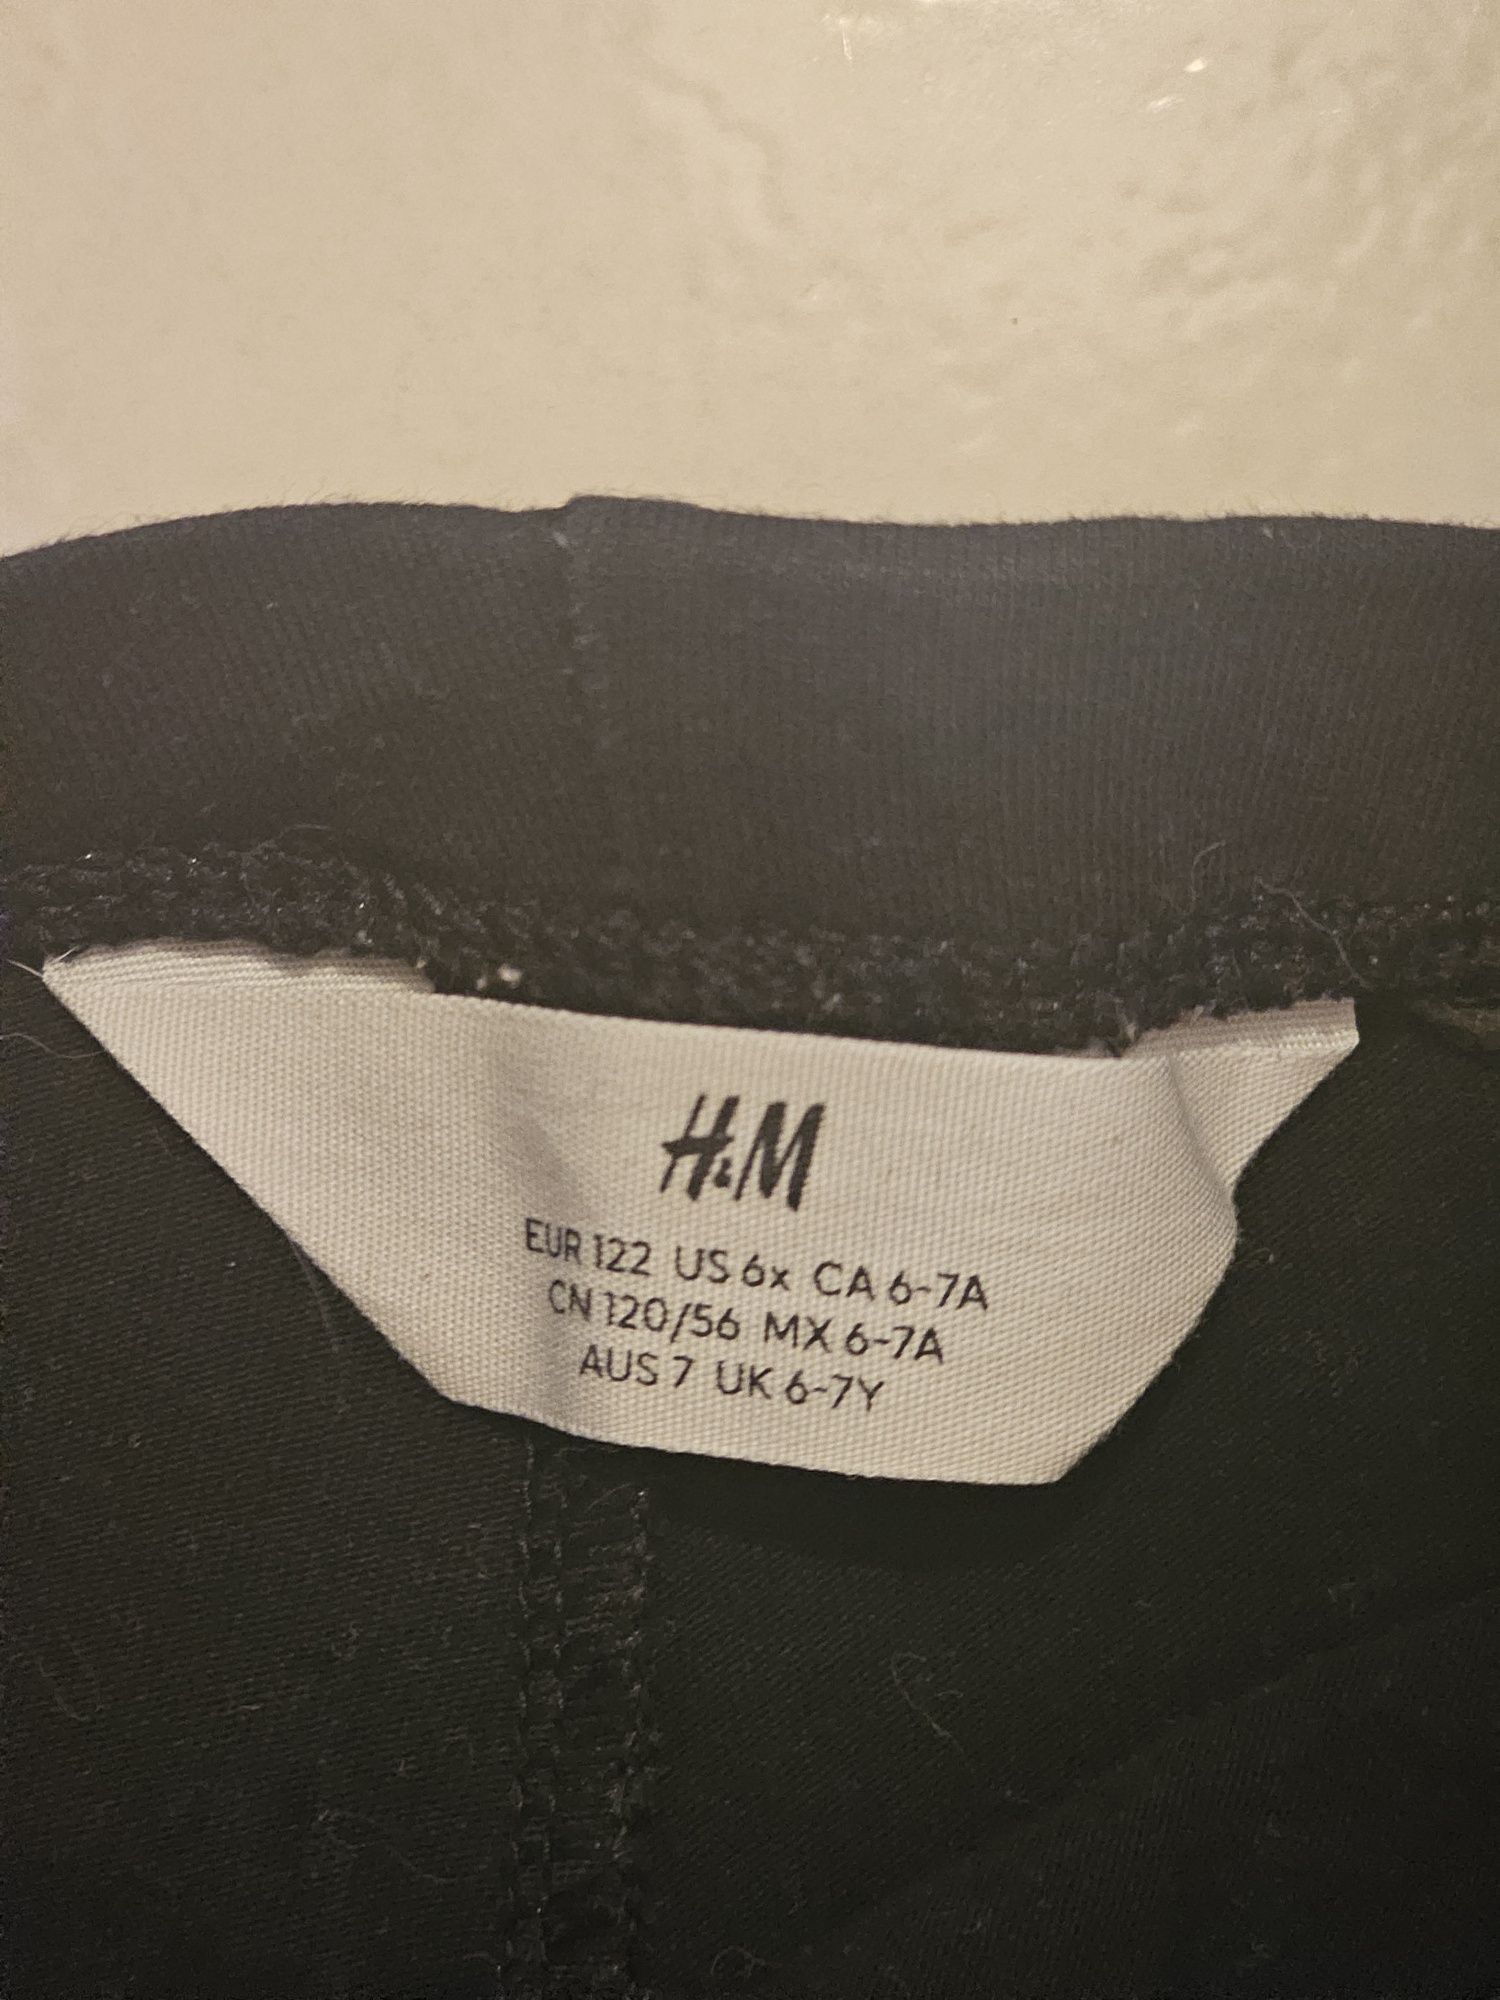 H&M
EUR 122 US 6x CA 6-7A
CN 120/56 MX 6-7A
AUS 7 UK 6-7Y